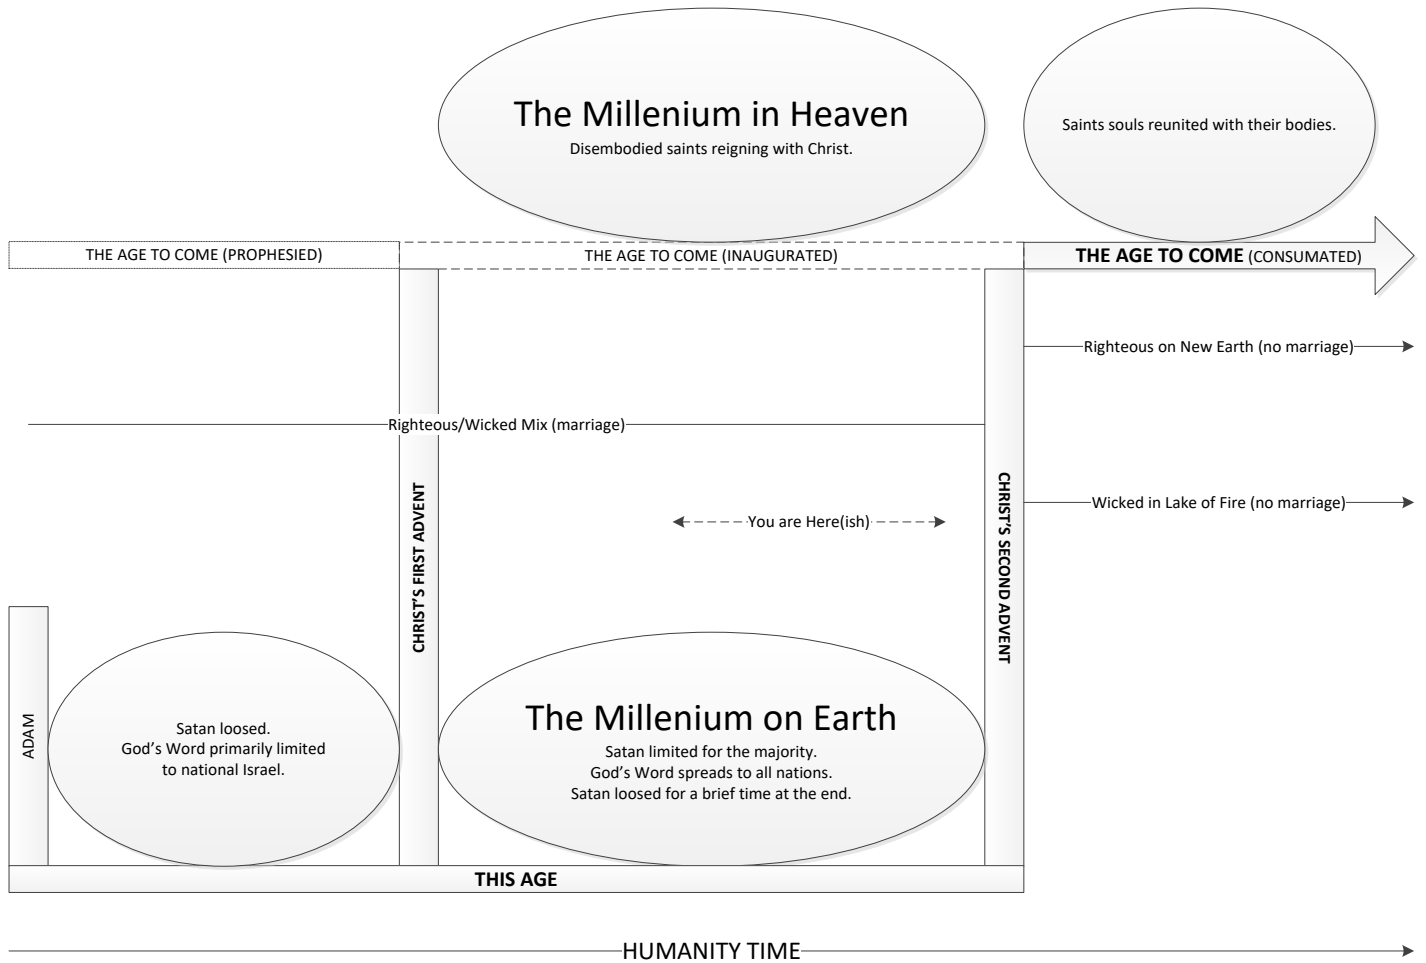 The Millenium in Heaven
Disembodied saints reigning with Christ.
Saints souls reunited with their bodies.
THE AGE TO COME (PROPHESIED)
THE AGE TO COME (INAUGURATED)
THE AGE TO COME (CONSUMATED)
Righteous on New Earth (no marriage)
Righteous/Wicked Mix (marriage)
Wicked in Lake of Fire (no marriage)
You are Here(ish)
CHRIST'S FIRST ADVENT
CHRIST'S SECOND ADVENT
ADAM
Satan loosed.
God's Word primarily limited
to national Israel.
The Millenium on Earth
Satan limited for the majority.
God's Word spreads to all nations.
Satan loosed for a brief time at the end.
THIS AGE
HUMANITY TIME